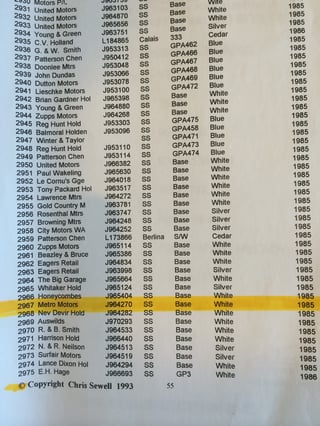 2930 Motors P/L SS Base White 1985
2931 United Motors J963103 SS Base White 1985
2932 United Motors J964870 SS Base White 1985
2933 United Motors J965656 SS Base Silver 1985
2934 Young & Green J963751 SS Base Cedar 1986
2935 C.V. Holland L184865 Calais 333 Blue 1985
2936 G. & W. Smith J953313 SS GPA462 Blue 1985
2937 Patterson Chen J950412 SS GPA466 Blue 1985
2938 Doonlee Mtrs J953048 SS GPA467 Blue 1985
2939 John Dundas J953066 SS GPA468 Blue 1985
2940 Dutton Motors J953078 SS GPA469 Blue 1985
2941 Lieschke Motors J953100 SS GPA472 Blue 1985
2942 Brian Gardner Hol J965398 SS Base White 1985
2943 Young & Green J964880 SS Base White 1985
2944 Zupps Motors J964268 SS Base White 1985
2945 Reg Hunt Hold J953303 SS GPA475 Blue 1985
2946 Balmoral Holden J953096 SS GPA458 Blue 1985
2947 Winter & Taylor SS GPA471 Blue 1985
2948 Reg Hunt Hold J953110 SS GPA473 Blue 1985
2949 Patterson Chen J953114 SS GPA474 Blue 1985
2950 United Motors J966382 SS Base White 1985
2951 Paul Wakeling J965630 SS Base White 1985
2952 Le Cornu's Gge J964018 SS Base White 1985
2953 Tony Packard Hol J963517 SS Base White 1985
2954 Lawrence Mtrs J964272 SS Base White 1985
2955 Gold Country M J963781 SS Base White 1985
2956 Rosenthal Mtrs J963747 SS Base Silver 1985
2957 Browning Mtrs J964248 SS Base Silver 1985
2958 City Motors WA J964252 SS Base Silver 1985
2959 Patterson Chen L173866 Berlina S/W Cedar 1985
2960 Zupps Motors J965114 SS Base White 1985
2961 Beazley & Bruce J965386 SS Base White 1985
2962 Eagers Retail J964834 SS Base White 1985
2963 Eagers Retail J963998 SS Base Silver 1985
2964 The Big Garage J965664 SS Base White 1985
2965 Whitaker Hold J965124 SS Base Silver 1985
2966 Honeycombes J965404 SS Base White 1985
2967 Metro Motors J964270 SS Base White 1985
2968 Nev Devir Hold J964282 SS Base White 1985
2969 Auswilds J970293 SS Base White 1985
2970 R. & B. Smith J964533 SS Base White 1985
2971 Harrison Hold J966440 SS Base White 1985
2972 N. & R. Neilson J964513 SS Base Silver 1985
2973 Surfair Motors J964519 SS Base Silver 1985
2974 Lance Dixon Hol J964294 SS Base White 1985
2975 E.H. Hage J966693 SS GP3 White 1986
© Copyright Chris Sewell 1993 55